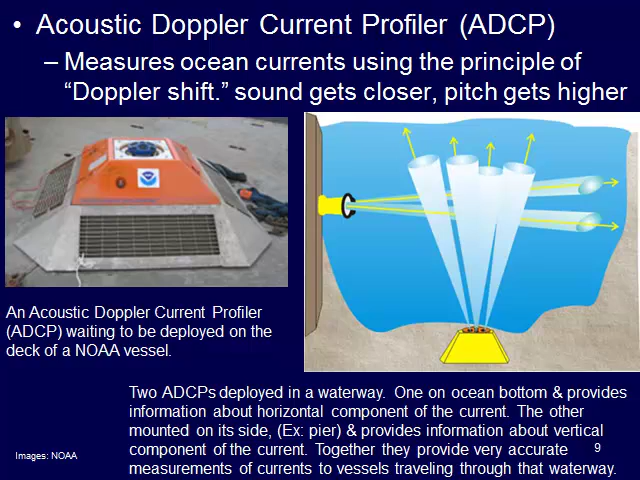 • Acoustic Doppler Current Profiler (ADCP)
– Measures ocean currents using the principle of
“Doppler shift.” sound gets closer, pitch gets higher
An Acoustic Doppler Current Profiler
(ADCP) waiting to be deployed on the
deck of a NOAA vessel.
Two ADCPs deployed in a waterway. One on ocean bottom & provides
information about horizontal component of the current. The other
mounted on its side, (Ex: pier) & provides information about vertical
component of the current. Together they provide very accurate
measurements of currents to vessels traveling through that waterway.
9
Images: NOAA